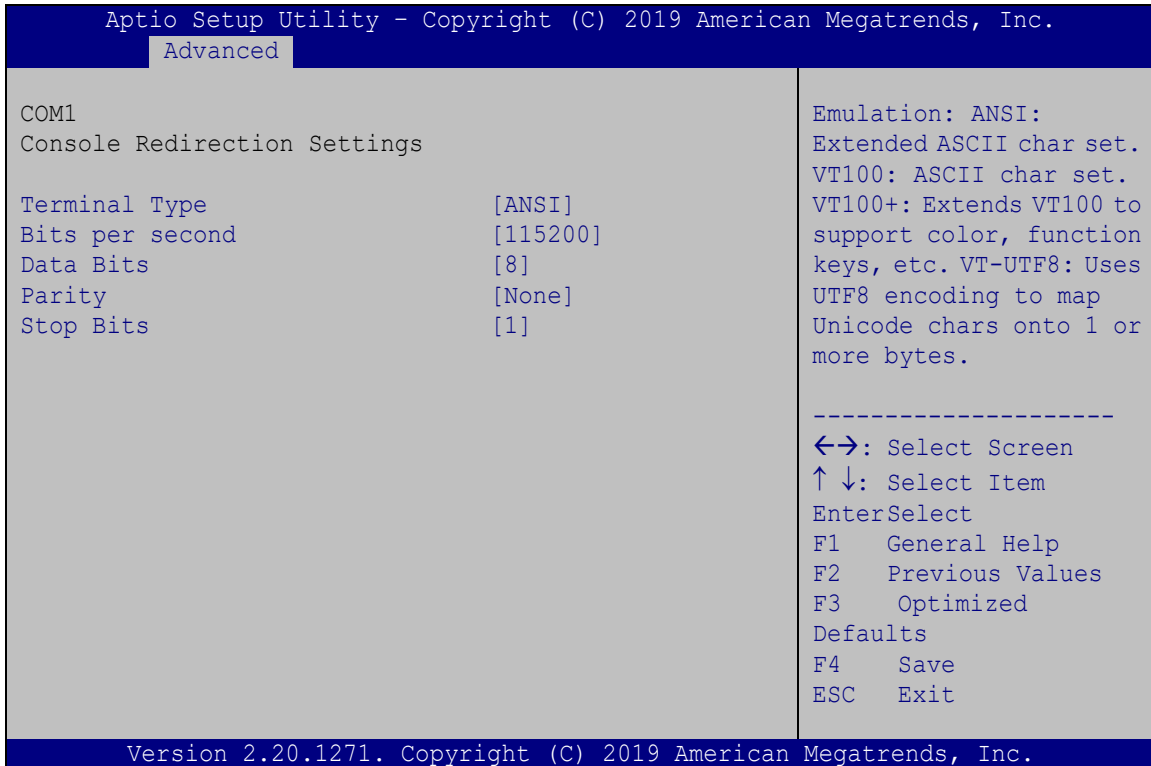 Aptio Setup Utility – Copyright (C) 2019 American Megatrends, Inc.
Advanced
COM1
Console Redirection Settings
Terminal Type [ANSI]
Bits per second [115200]
Data Bits [8]
Parity [None]
Stop Bits [1]
Emulation: ANSI:
Extended ASCII char set.
VT100: ASCII char set.
VT100+: Extends VT100 to
support color, function
keys, etc. VT-UTF8: Uses
UTF8 encoding to map
Unicode chars onto 1 or
more bytes.
---------------------
←→: Select Screen
↑ ↓: Select Item
EnterSelect
F1 General Help
F2 Previous Values
F3 Optimized
Defaults
F4 Save
ESC Exit
Version 2.20.1271. Copyright (C) 2019 American Megatrends, Inc.